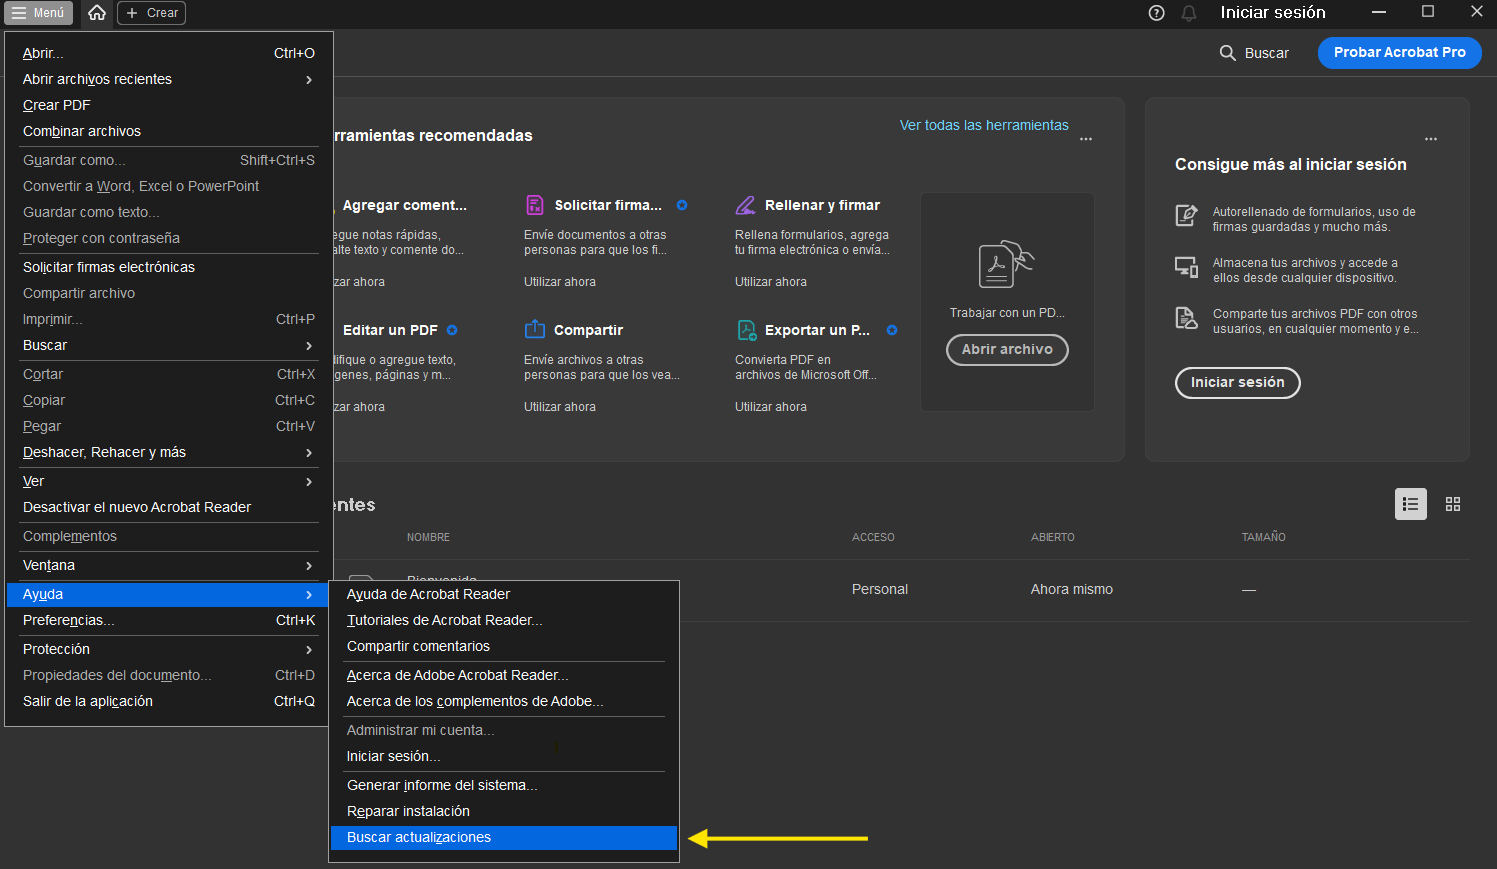 Menú
Crear
Iniciar sesión
Buscar
Probar Acrobat Pro
Abrir... Ctrl+O
Abrir archivos recientes
Crear PDF
Combinar archivos
Guardar como... Shift+Ctrl+S
Convertir a Word, Excel o PowerPoint
Guardar como texto...
Proteger con contraseña
Solicitar firmas electrónicas
Compartir archivo
Imprimir... Ctrl+P
Buscar
Cortar Ctrl+X
Copiar Ctrl+C
Pegar Ctrl+V
Deshacer, Rehacer y más
Ver
Desactivar el nuevo Acrobat Reader
Complementos
Ventana
Ayuda
Preferencias... Ctrl+K
Protección
Propiedades del documento... Ctrl+D
Salir de la aplicación Ctrl+Q
Ayuda de Acrobat Reader
Tutoriales de Acrobat Reader...
Compartir comentarios
Acerca de Adobe Acrobat Reader...
Acerca de los complementos de Adobe...
Administrar mi cuenta...
Iniciar sesión...
Generar informe del sistema...
Reparar instalación
Buscar actualizaciones
rramientas recomendadas
Ver todas las herramientas
Agregar coment...
egue notas rápidas,
alte texto y comente do...
zar ahora
Solicitar firma...
Envíe documentos a otras
personas para que los fi...
Utilizar ahora
Rellenar y firmar
Rellena formularios, agrega
tu firma electrónica o envía...
Utilizar ahora
Editar un PDF
difique o agregue texto,
genes, páginas y m...
zar ahora
Compartir
Envíe archivos a otras
personas para que los vea...
Utilizar ahora
Exportar un P...
Convierta PDF en
archivos de Microsoft Off...
Utilizar ahora
Trabajar con un PD...
Abrir archivo
Consigue más al iniciar sesión
Autorellenado de formularios, uso de
firmas guardadas y mucho más.
Almacena tus archivos y accede a
ellos desde cualquier dispositivo.
Comparte tus archivos PDF con otros
usuarios, en cualquier momento y e...
Iniciar sesión
entes
NOMBRE ACCESO ABIERTO TAMAÑO
Bienvenida Personal Ahora mismo —